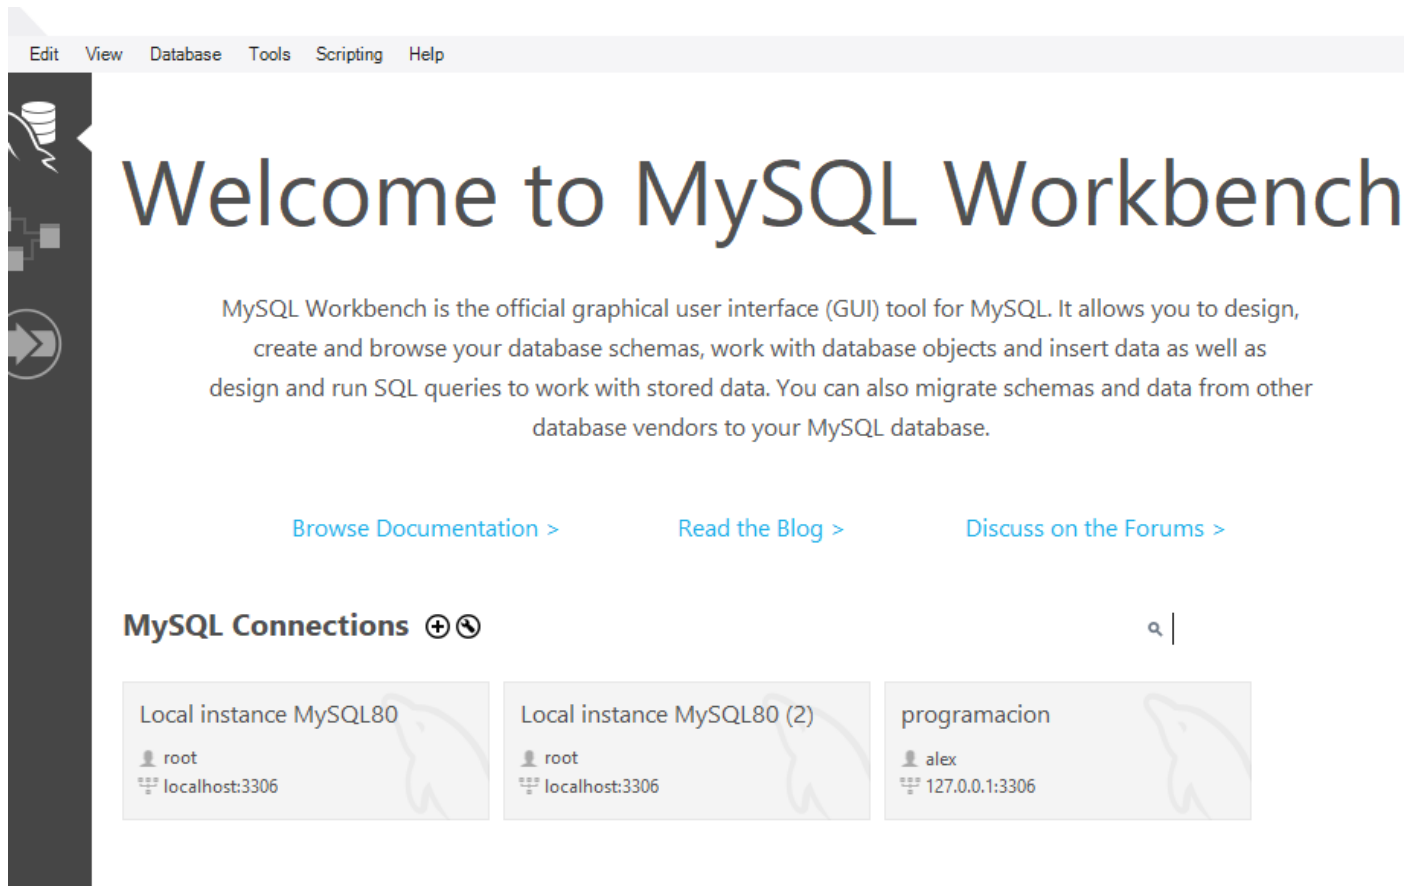 Edit View Database Tools Scripting Help
Welcome to MySQL Workbench
MySQL Workbench is the official graphical user interface (GUI) tool for MySQL. It allows you to design,
create and browse your database schemas, work with database objects and insert data as well as
design and run SQL queries to work with stored data. You can also migrate schemas and data from other
database vendors to your MySQL database.
Browse Documentation > Read the Blog > Discuss on the Forums >
MySQL Connections
Local instance MySQL80
root
localhost:3306
Local instance MySQL80 (2)
root
localhost:3306
programacion
alex
127.0.0.1:3306